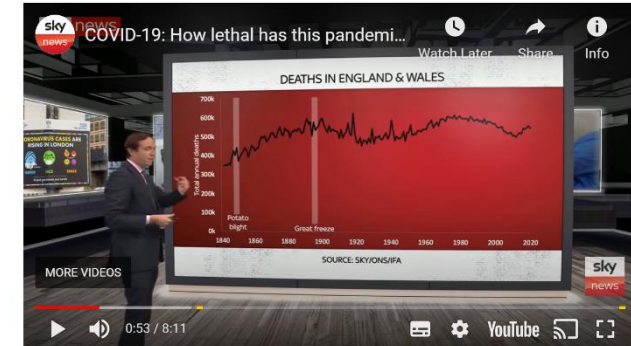 sky
news
news
COVID-19: How lethal has this pandemi...
Watch Later
Share
Info
DEATHS IN ENGLAND & WALES
CORONAVIRUS CASES ARE
RISING IN LONDON
Total annual deaths
700k
600k
500k
400k
300k
200k
100k
0k
Potato
blight
Great freeze
1840 1860 1880 1900 1920 1940 1960 1980 2000 2020
SOURCE: SKY/ONS/IFA
MORE VIDEOS
sky
news
0:53 / 8:11
YouTube